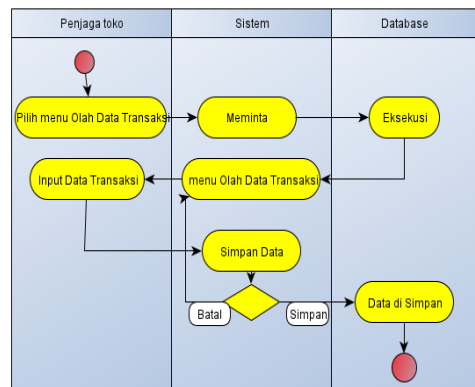 Penjaga toko
Sistem
Database
Pilih menu Olah Data Transaksi
Meminta
Eksekusi
Input Data Transaksi
menu Olah Data Transaksi
Simpan Data
Batal
Simpan
Data di Simpan